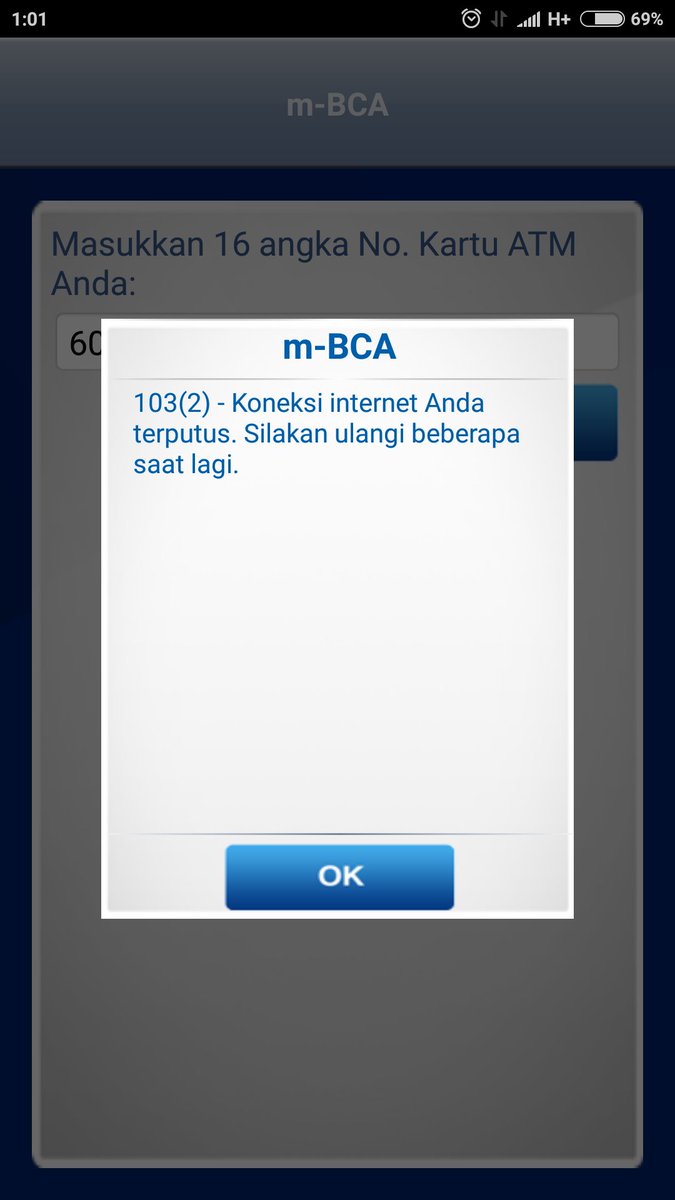 1:01 H+ 69%
m-BCA
Masukkan 16 angka No. Kartu ATM
Anda:
60
m-BCA
103(2) - Koneksi internet Anda
terputus. Silakan ulangi beberapa
saat lagi.
OK